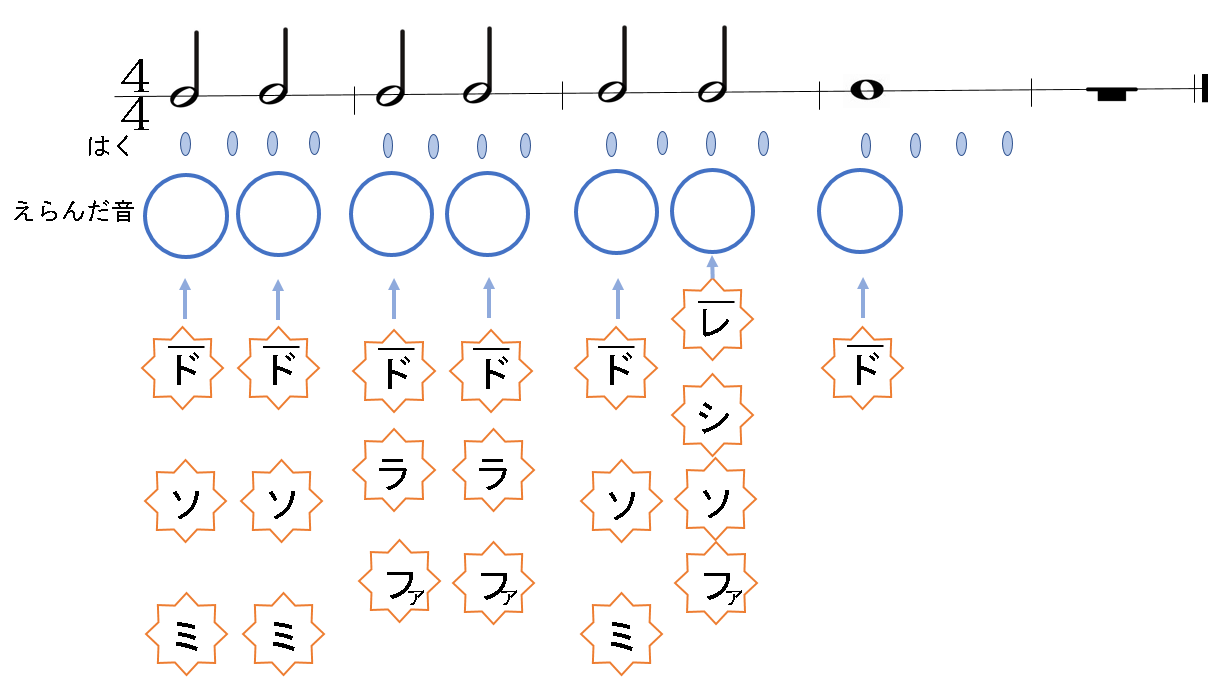 4
4
はく
えらんだ音
レ
ド ド ド ド ド ド
シ
ラ ラ
ソ ソ ソ ソ
ファ ファ ファ
ミ ミ ミ